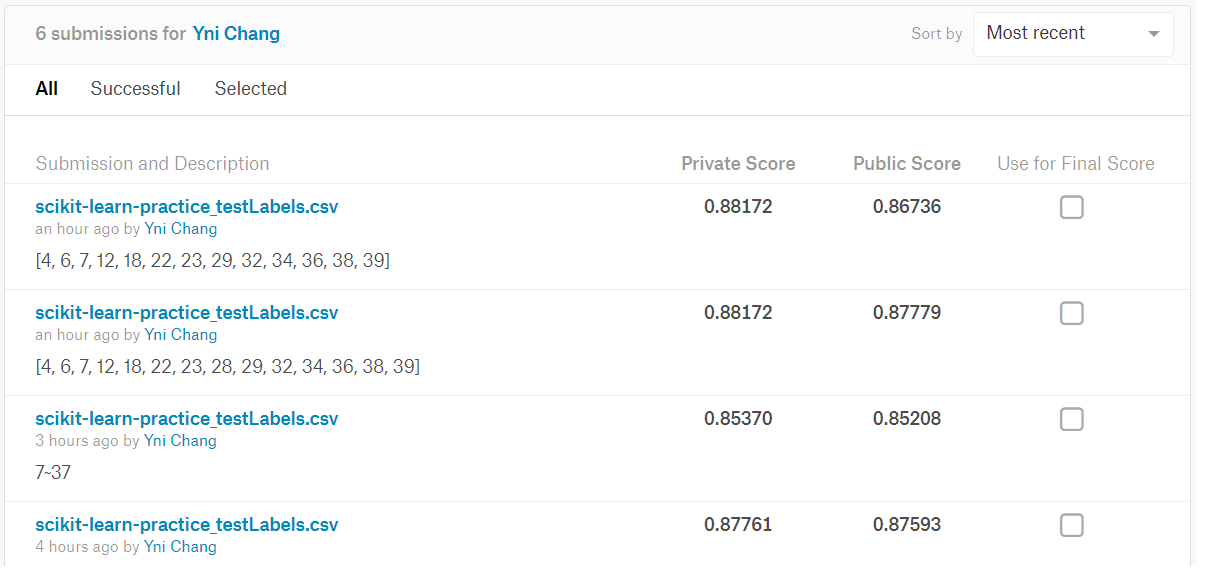 6 submissions for Yni Chang Sort by Most recent
All Successful Selected
Submission and Description Private Score Public Score Use for Final Score
scikit-learn-practice_testLabels.csv 0.88172 0.86736
an hour ago by Yni Chang
[4, 6, 7, 12, 18, 22, 23, 29, 32, 34, 36, 38, 39]
scikit-learn-practice_testLabels.csv 0.88172 0.87779
an hour ago by Yni Chang
[4, 6, 7, 12, 18, 22, 23, 28, 29, 32, 34, 36, 38, 39]
scikit-learn-practice_testLabels.csv 0.85370 0.85208
3 hours ago by Yni Chang
7~37
scikit-learn-practice_testLabels.csv 0.87761 0.87593
4 hours ago by Yni Chang